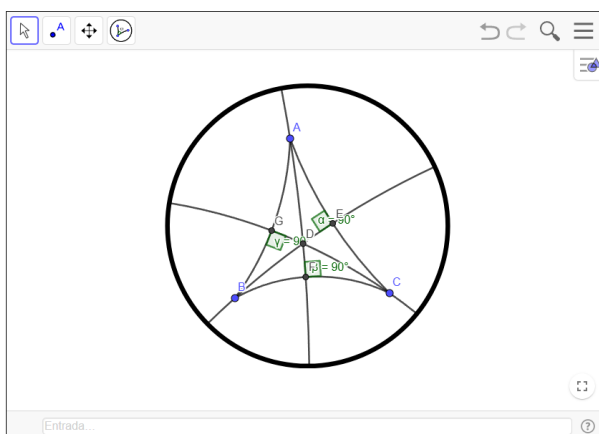 A
A
G
E
α = 90°
D
γ = 90
F
β = 90°
B
C
Entrada...
?